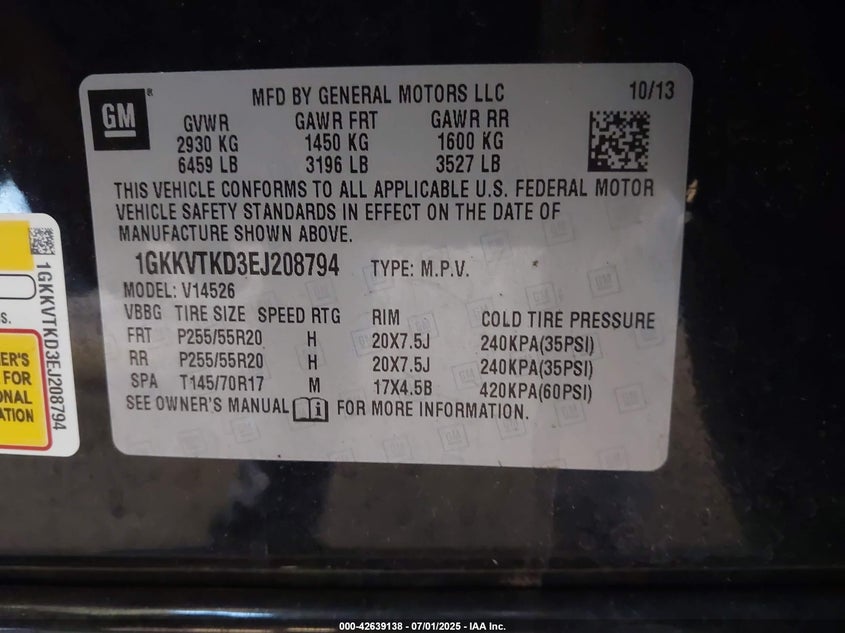 GM
MFD BY GENERAL MOTORS LLC 10/13
GVWR GAWR FRT GAWR RR
2930 KG 1450 KG 1600 KG
6459 LB 3196 LB 3527 LB
THIS VEHICLE CONFORMS TO ALL APPLICABLE U.S. FEDERAL MOTOR
VEHICLE SAFETY STANDARDS IN EFFECT ON THE DATE OF
MANUFACTURE SHOWN ABOVE.
1GKKVTKD3EJ208794 TYPE: M.P.V.
MODEL: V14526
VBBG TIRE SIZE SPEED RTG RIM COLD TIRE PRESSURE
FRT P255/55R20 H 20X7.5J 240KPA(35PSI)
RR P255/55R20 H 20X7.5J 240KPA(35PSI)
SPA T145/70R17 M 17X4.5B 420KPA(60PSI)
SEE OWNER'S MANUAL i FOR MORE INFORMATION.
1GKKVTKD3EJ208794
S.
ER'S
FOR
ONAL
ATION
000-42639138 - 07/01/2025 - IAA Inc.